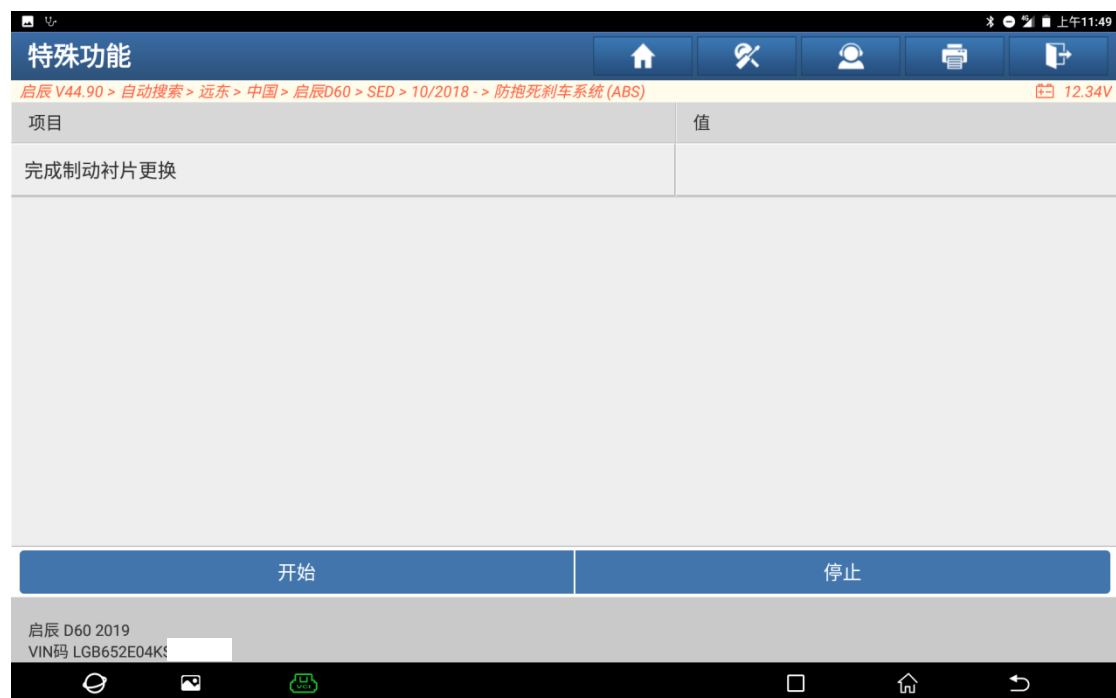 上午11:49
特殊功能
启辰 V44.90 > 自动搜索 > 远东 > 中国 > 启辰D60 > SED > 10/2018 - > 防抱死刹车系统 (ABS) 12.34V
项目 值
完成制动衬片更换
开始 停止
启辰 D60 2019
VIN码 LGB652E04KS
VCI